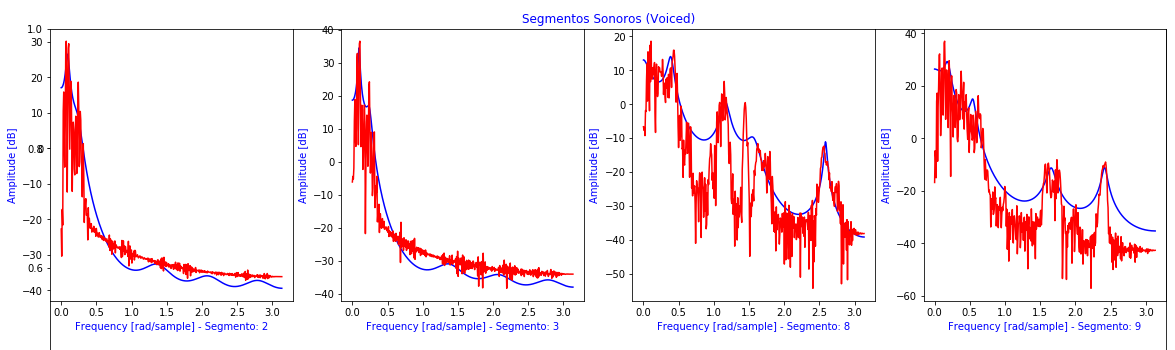 Segmentos Sonoros (Voiced)
1.0
30
20
10
0.8
0
−10
−20
−30
0.6
−40
Amplitude [dB]
0.0 0.5 1.0 1.5 2.0 2.5 3.0
Frequency [rad/sample] - Segmento: 2
40
30
20
10
0
−10
−20
−30
−40
Amplitude [dB]
0.0 0.5 1.0 1.5 2.0 2.5 3.0
Frequency [rad/sample] - Segmento: 3
20
10
0
−10
−20
−30
−40
−50
Amplitude [dB]
0.0 0.5 1.0 1.5 2.0 2.5 3.0
Frequency [rad/sample] - Segmento: 8
40
20
0
−20
−40
−60
Amplitude [dB]
0.0 0.5 1.0 1.5 2.0 2.5 3.0
Frequency [rad/sample] - Segmento: 9